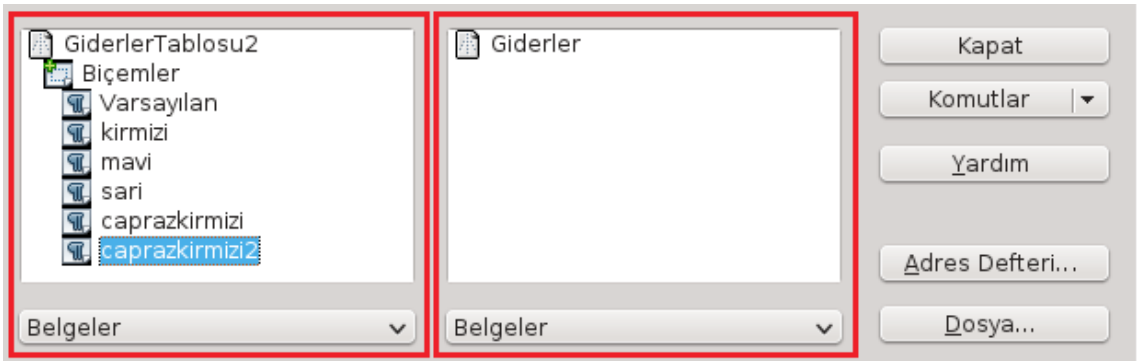 GiderlerTablosu2
Biçemler
Varsayılan
kirmizi
mavi
sari
caprazkirmizi
caprazkirmizi2
Belgeler
Giderler
Belgeler
Kapat
Komutlar
Yardım
Adres Defteri...
Dosya...